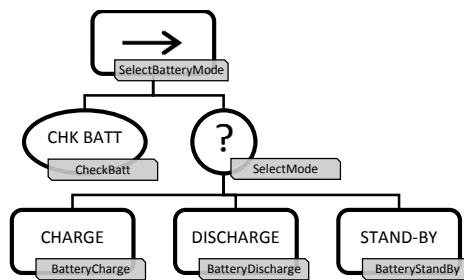 SelectBatteryMode
CHK BATT
CheckBatt
?
SelectMode
CHARGE
BatteryCharge
DISCHARGE
BatteryDischarge
STAND-BY
BatteryStandBy